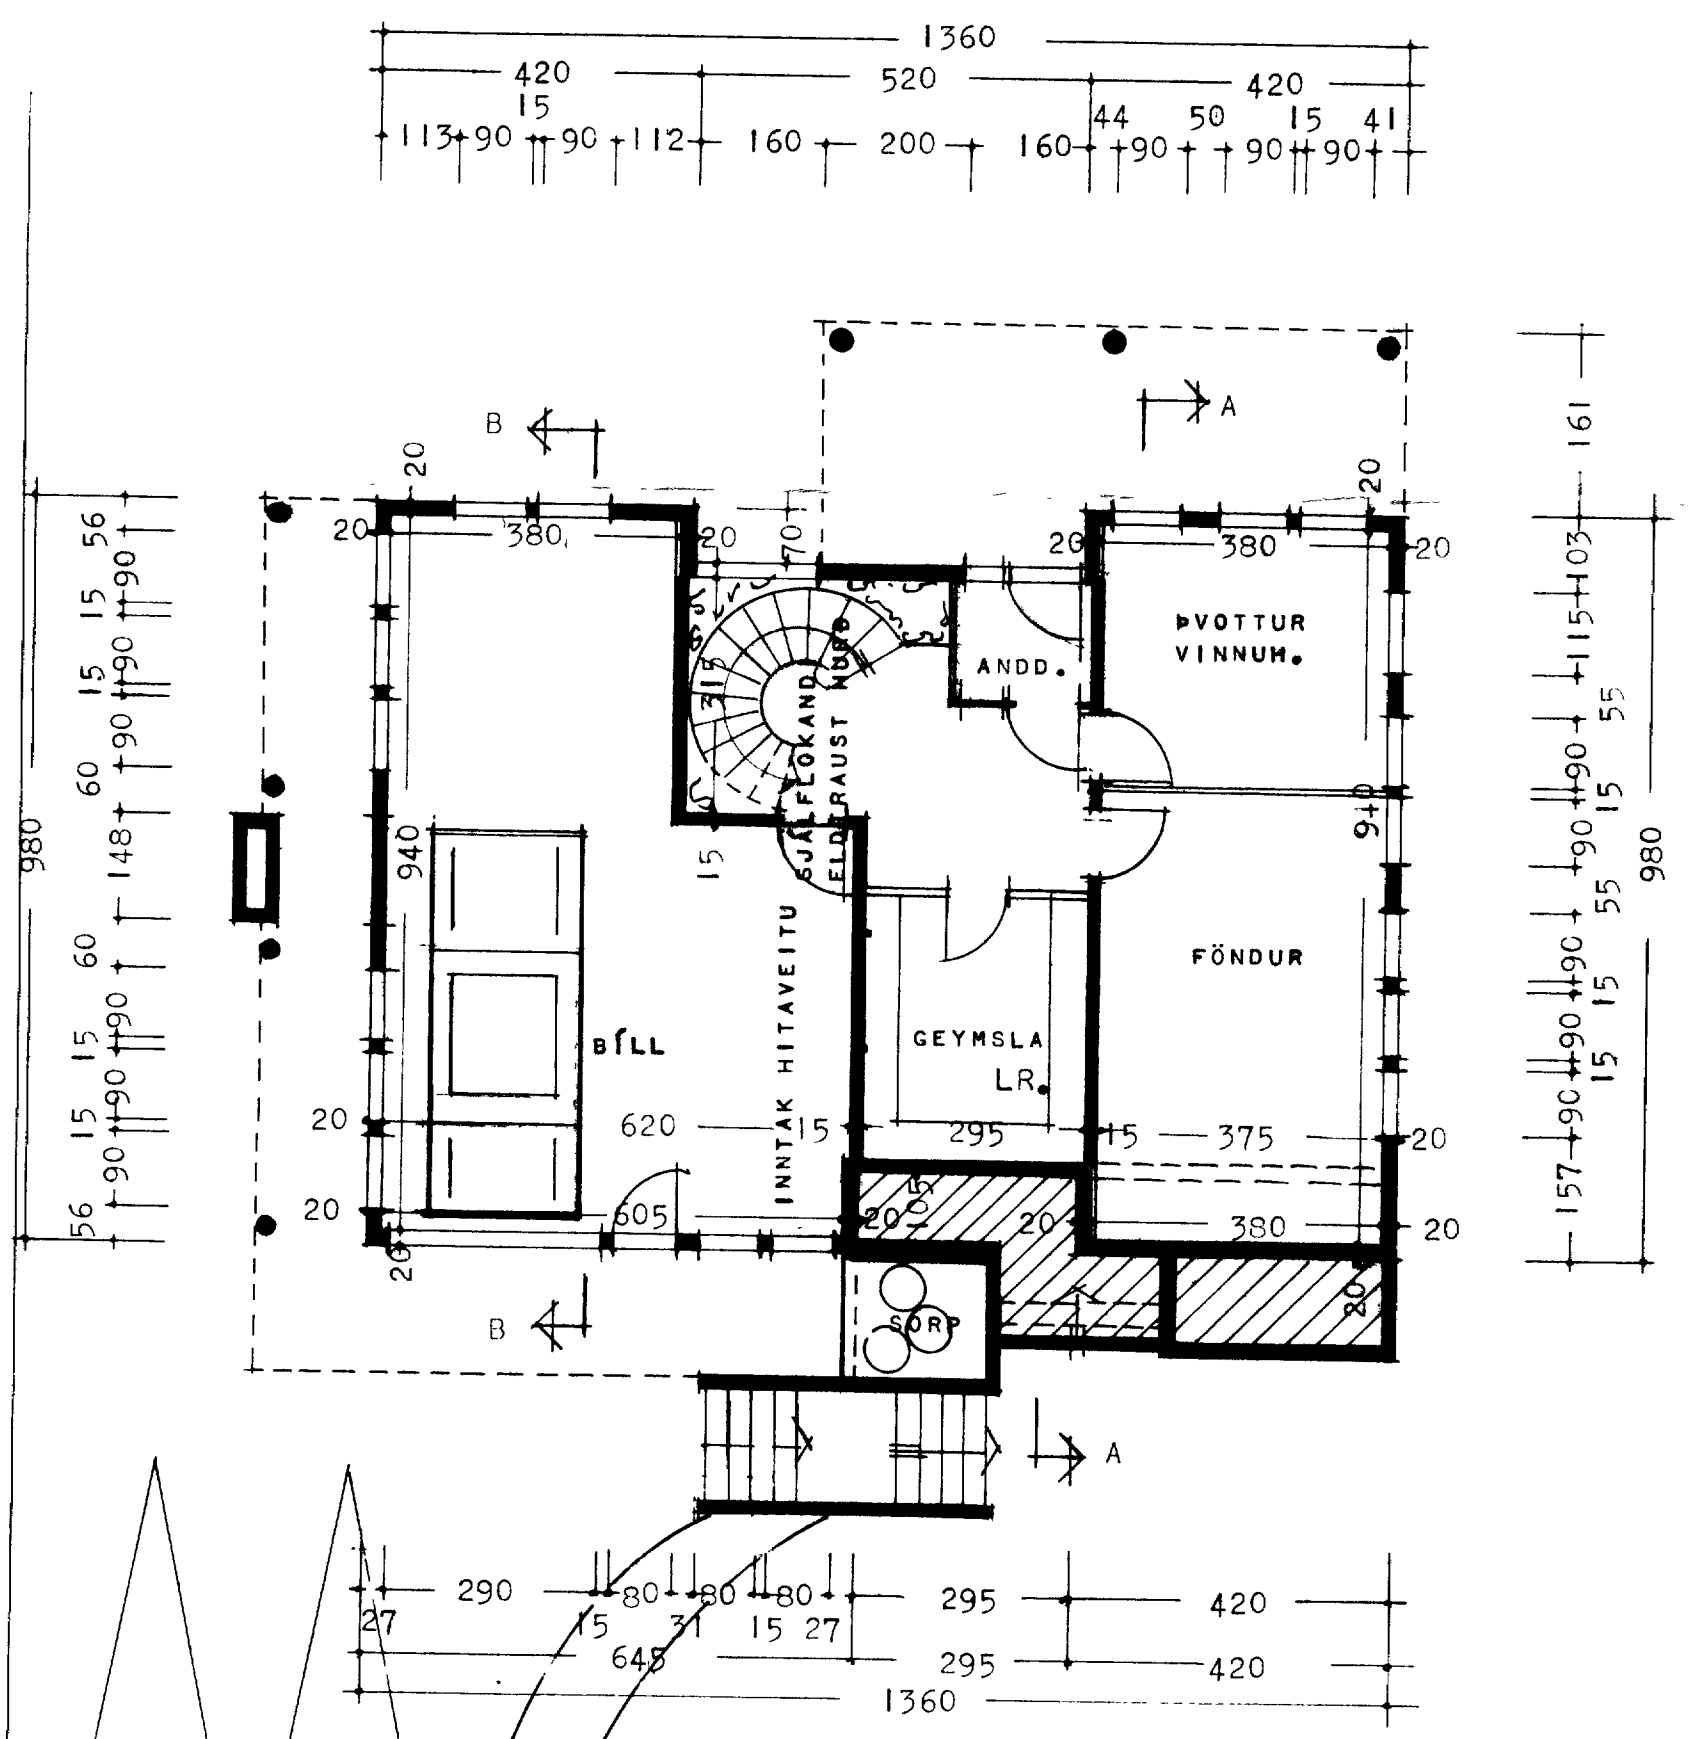 1360
420 520 420
15 44 50 15 41
113 90 90 112 160 200 160 90 90 90
161
A
B
20
20
20 380 20 70 20 380 20
56 90 15 90 15 90 60 148 60 90 15 90 15 90 56
980
103 115 55 90 15 90 55 90 15 90 15 90 157
980
ÞVOTTUR
VINNUH.
ANDD.
315
SJÁLFLOKANDI
ELDTRAUST HURÐ
940
940
15
FÖNDUR
INNTAK HITAVEITU
BÍLL
GEYMSLA
LR.
20 620 15 295 15 375 20
105
20 605 20 20 380 20
20
20
SORP
B
A
290 80 80 80 295 420
27 15 31 15 27
645 295 420
1360